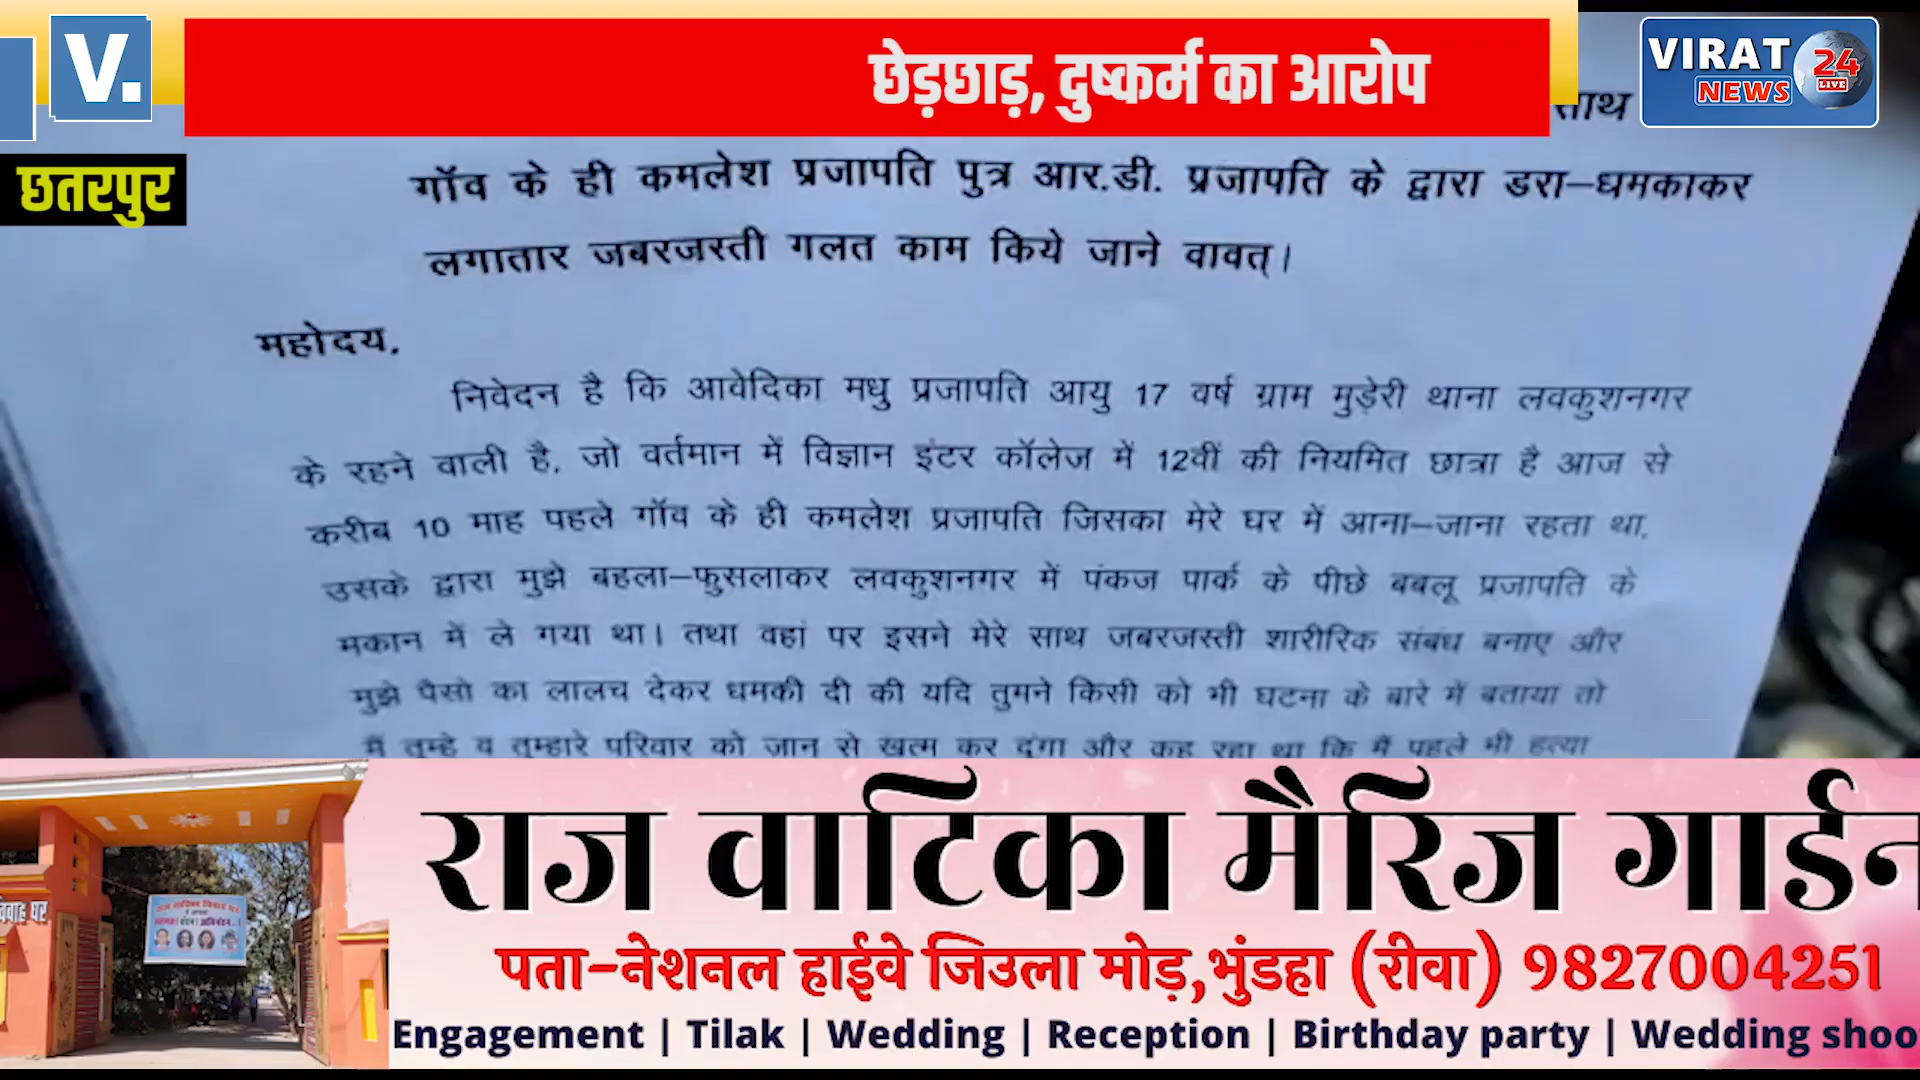 V.
छेड़छाड़, दुष्कर्म का आरोप
VIRAT
24
NEWS
LIVE
छतरपुर
साथ
गॉव के ही कमलेश प्रजापति पुत्र आर.डी. प्रजापति के द्वारा डरा–धमकाकर
लगातार जबरजस्ती गलत काम किये जाने वावत्।
महोदय,
निवेदन है कि आवेदिका मधु प्रजापति आयु 17 वर्ष ग्राम मुड़ेरी थाना लवकुशनगर
के रहने वाली है, जो वर्तमान में विज्ञान इंटर कॉलेज में 12वीं की नियमित छात्रा है आज से
करीब 10 माह पहले गॉव के ही कमलेश प्रजापति जिसका मेरे घर में आना–जाना रहता था,
उसके द्वारा मुझे बहला–फुसलाकर लवकुशनगर में पंकज पार्क के पीछे बबलू प्रजापति के
मकान में ले गया था। तथा वहां पर इसने मेरे साथ जबरजस्ती शारीरिक संबंध बनाए और
मुझे पैसो का लालच देकर धमकी दी की यदि तुमने किसी को भी घटना के बारे में बताया तो
मैं तुम्हे व तुम्हारे परिवार को जान से खत्म कर दूंगा और कह रहा था कि मैं पहले भी हत्या
राज वाटिका मैरिज गार्डन
पता-नेशनल हाईवे जिउला मोड़,भुंडहा (रीवा) 9827004251
Engagement | Tilak | Wedding | Reception | Birthday party | Wedding shoo